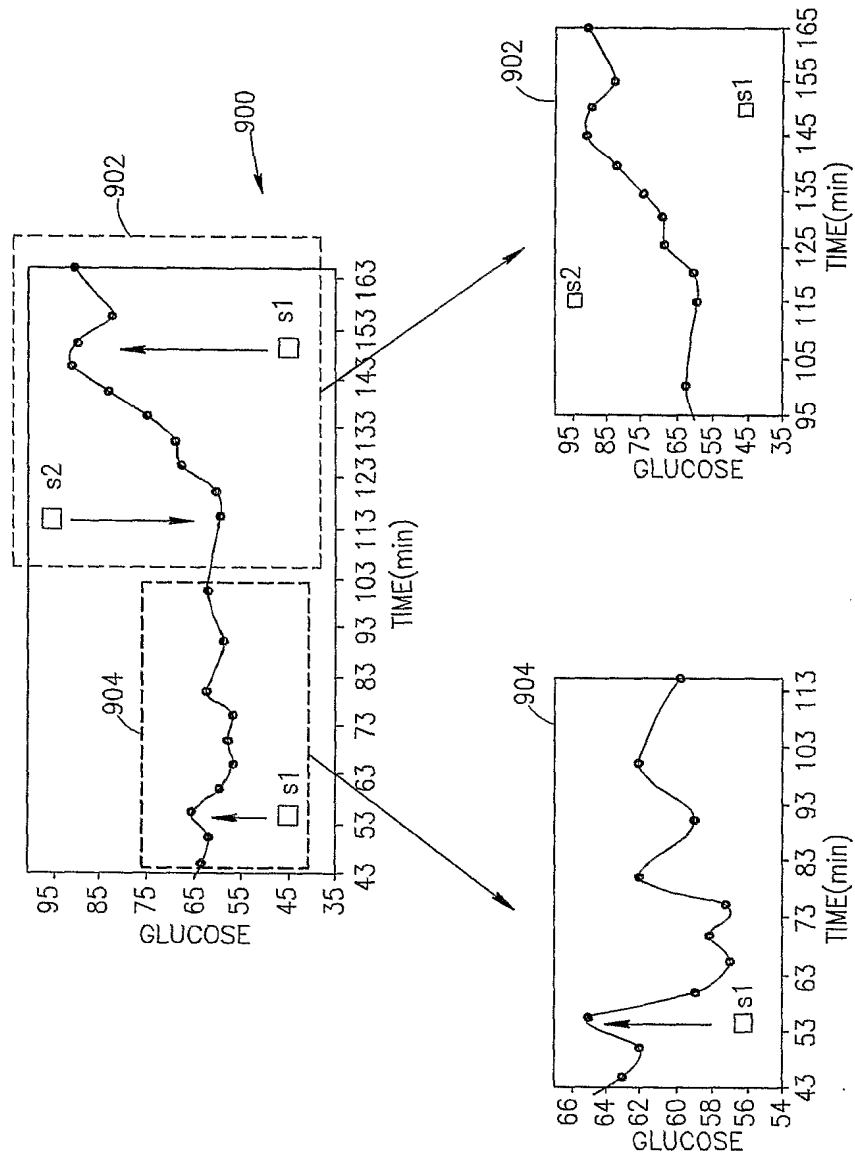 900
902
904
95
85
75
65
55
45
35
GLUCOSE
s2
s1
s1
43 53 63 73 83 93 103 113 123 133 143 153 163
TIME(min)
904
66
64
62
60
58
56
54
GLUCOSE
s1
43 53 63 73 83 93 103 113
TIME(min)
902
95
85
75
65
55
45
35
GLUCOSE
s2
s1
95 105 115 125 135 145 155 165
TIME(min)